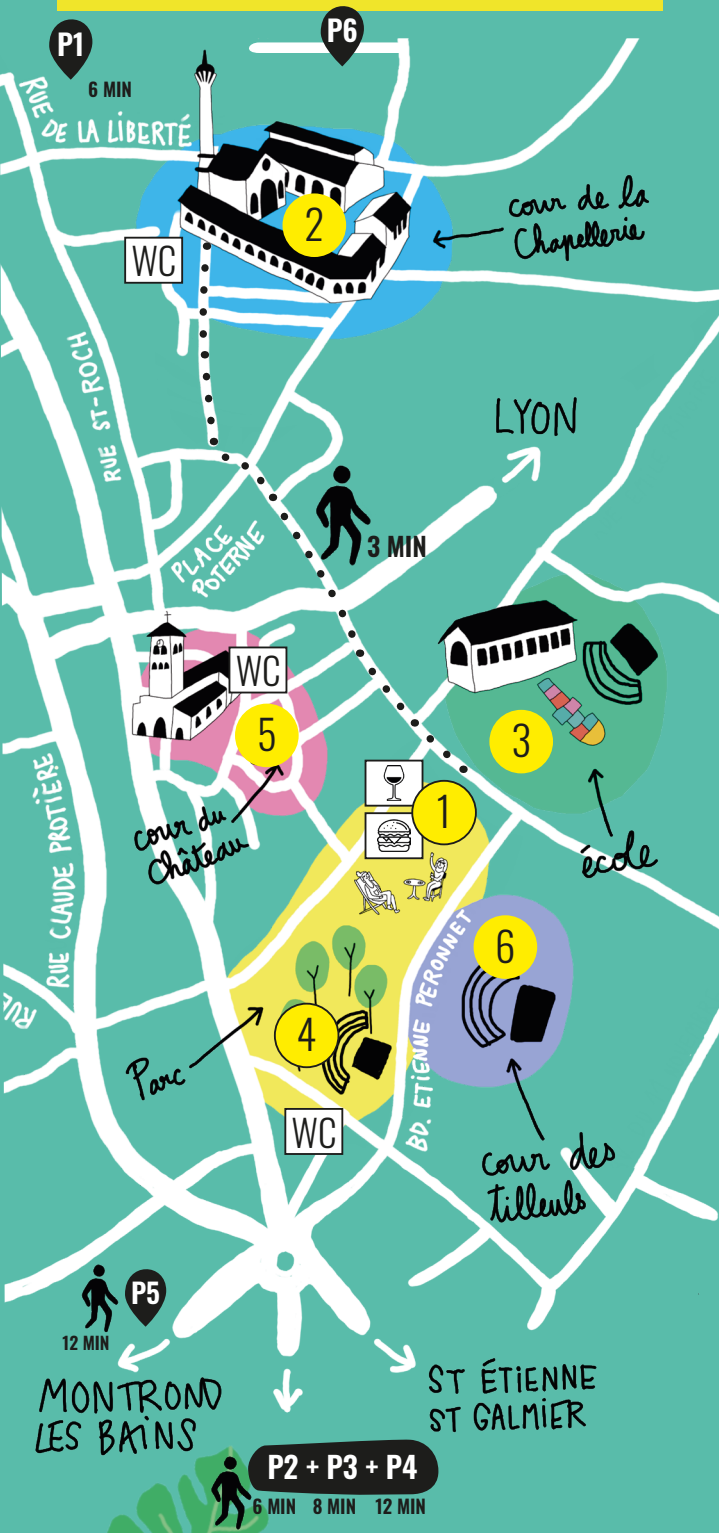 P1
6 MIN
P6
RUE
DE LA LIBERTÉ
2
WC
cour de la
Chapellerie
RUE ST-ROCH
LYON
3 MIN
PLACE
POTERNE
WC
5
3
1
cour du
Château
école
RUE CLAUDE PROTIÈRE
6
BD. ETIENNE PERONNET
RUE
4
Parc
WC
cour des
tilleuls
P5
12 MIN
MONTROND
LES BAINS
ST ÉTIENNE
ST GALMIER
P2 + P3 + P4
6 MIN 8 MIN 12 MIN